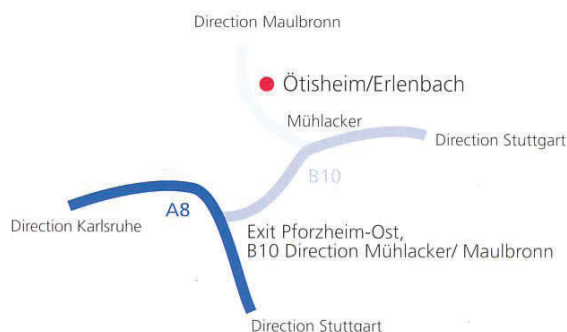 Direction Maulbronn
Ötisheim/Erlenbach
Mühlacker
Direction Stuttgart
B10
A8
Direction Karlsruhe
Exit Pforzheim-Ost,
B10 Direction Mühlacker/ Maulbronn
Direction Stuttgart